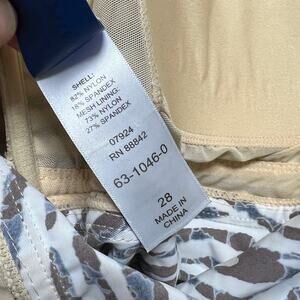 SHELL:
82% NYLON
18% SPANDEX
MESH LINING:
73% NYLON
27% SPANDEX
07924
RN 88842
63-1046-0
28
MADE IN
CHINA